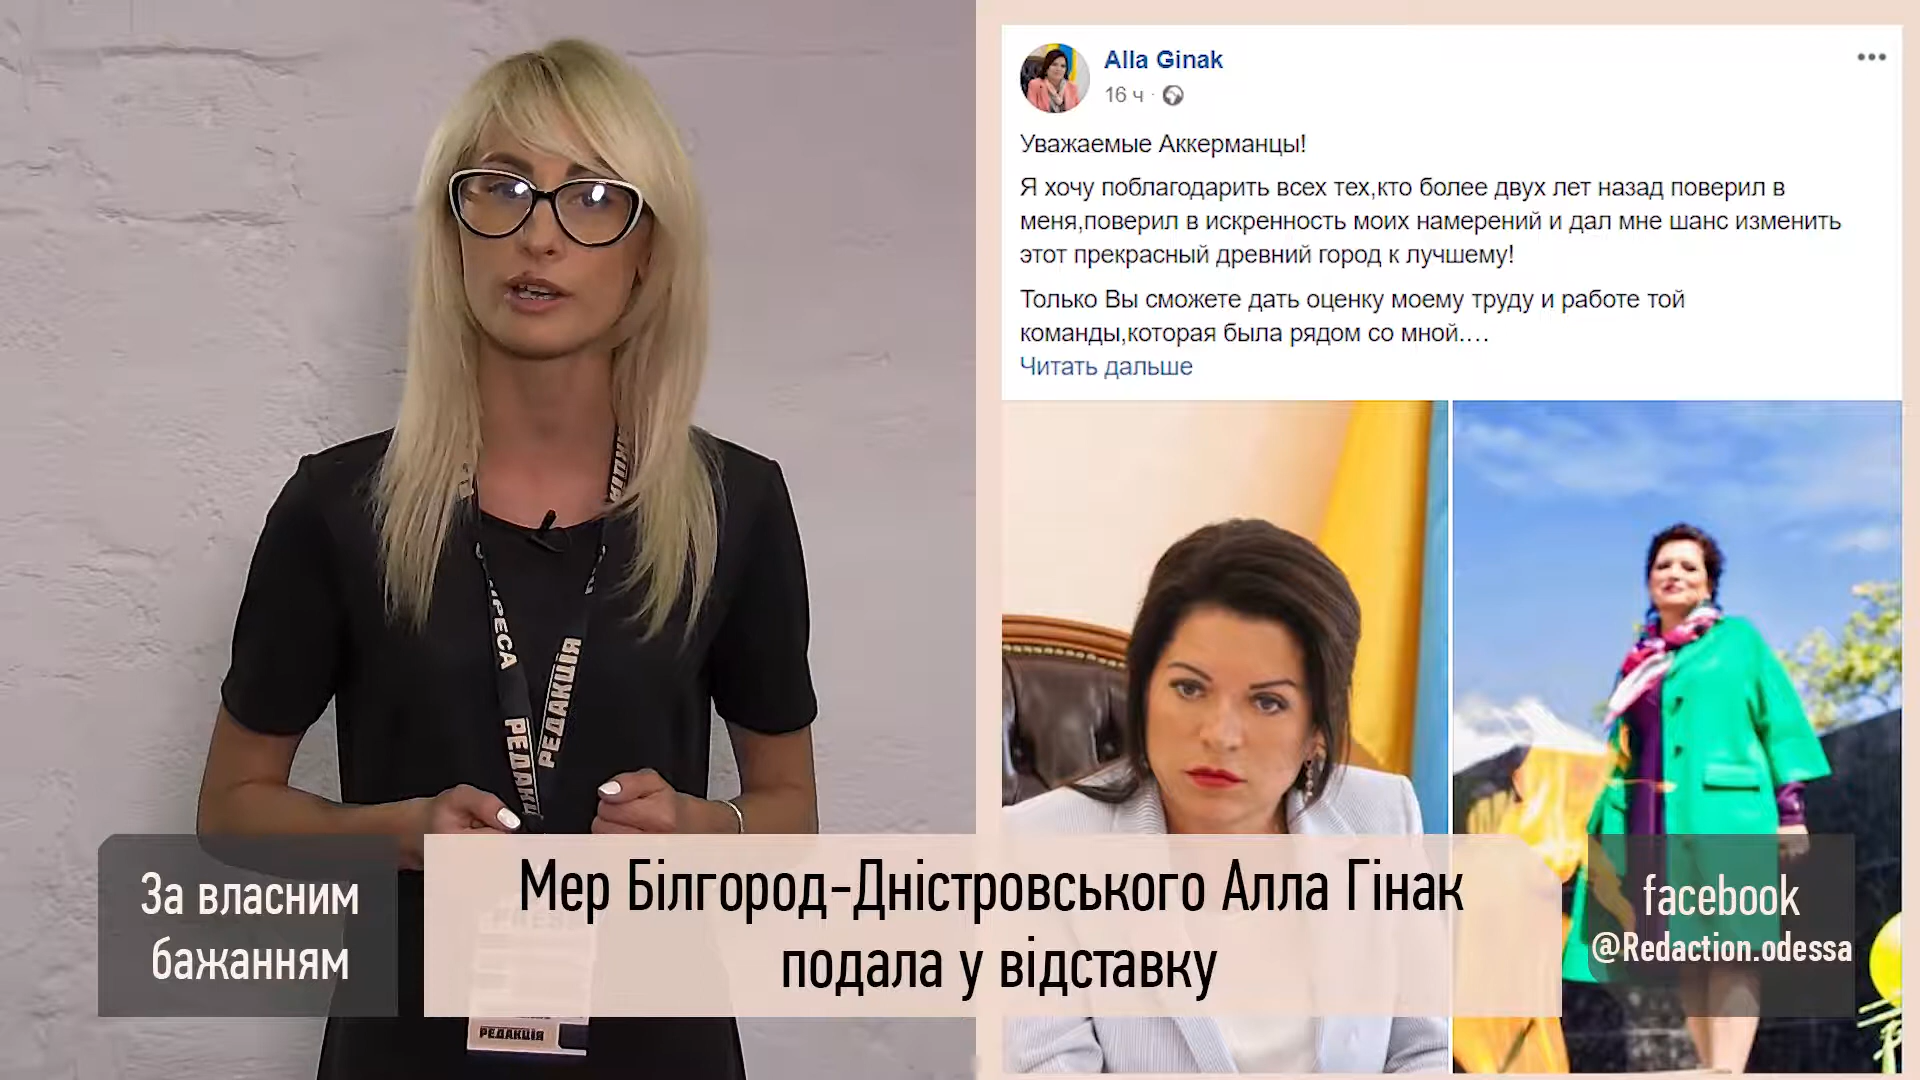 Alla Ginak
16 ч ·
Уважаемые Аккерманцы!
Я хочу поблагодарить всех тех,кто более двух лет назад поверил в
меня,поверил в искренность моих намерений и дал мне шанс изменить
этот прекрасный древний город к лучшему!
Только Вы сможете дать оценку моему труду и работе той
команды,которая была рядом со мной.…
Читать дальше
ПРЕСА
РЕДАКЦІЯ
За власним
бажанням
Мер Білгород-Дністровського Алла Гінак
подала у відставку
facebook
@Redaction.odessa
РЕДАКЦІЯ